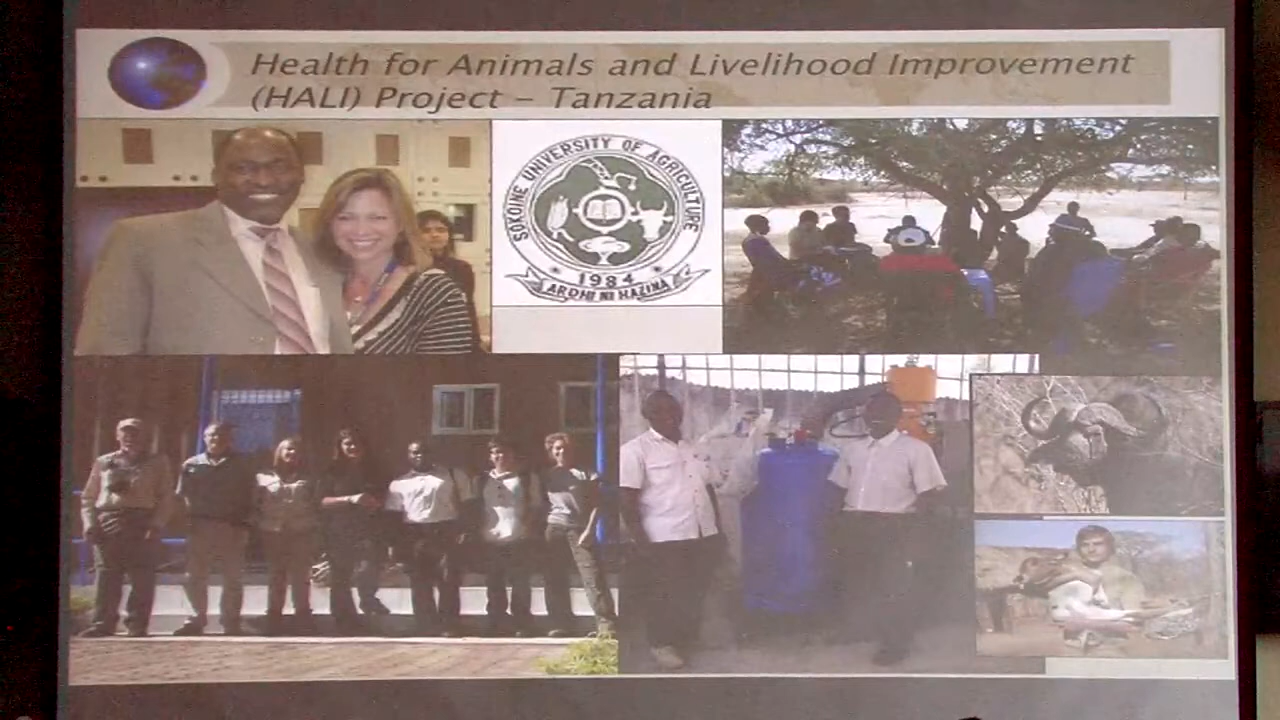 Health for Animals and Livelihood Improvement
(HALI) Project – Tanzania
SOKOINE UNIVERSITY OF AGRICULTURE
1984
ARDHI NI HAZINA